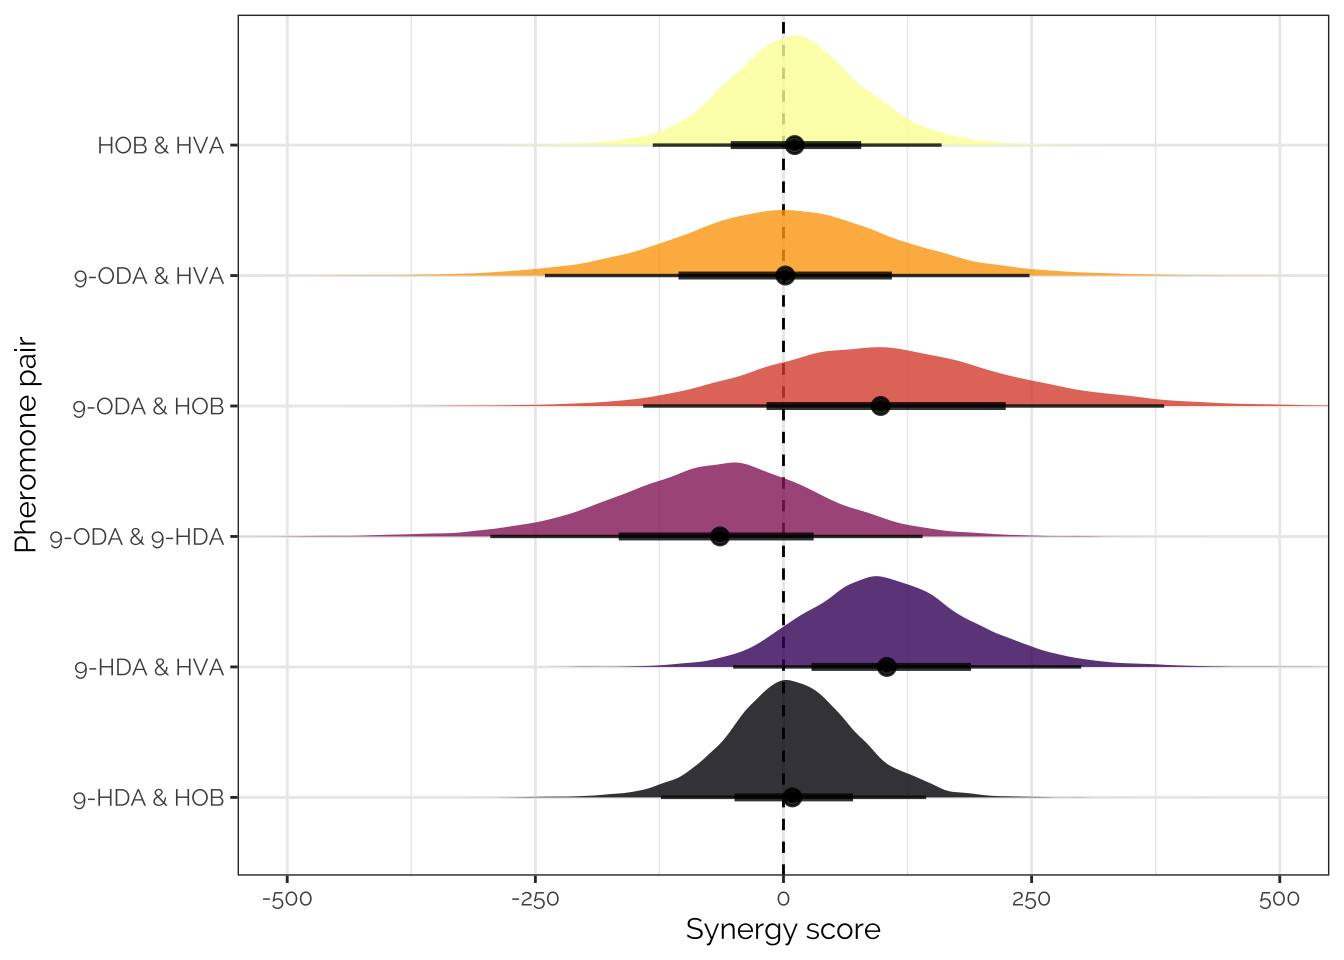 Pheromone pair
HOB & HVA
9-ODA & HVA
9-ODA & HOB
9-ODA & 9-HDA
9-HDA & HVA
9-HDA & HOB
-500 -250 0 250 500
Synergy score